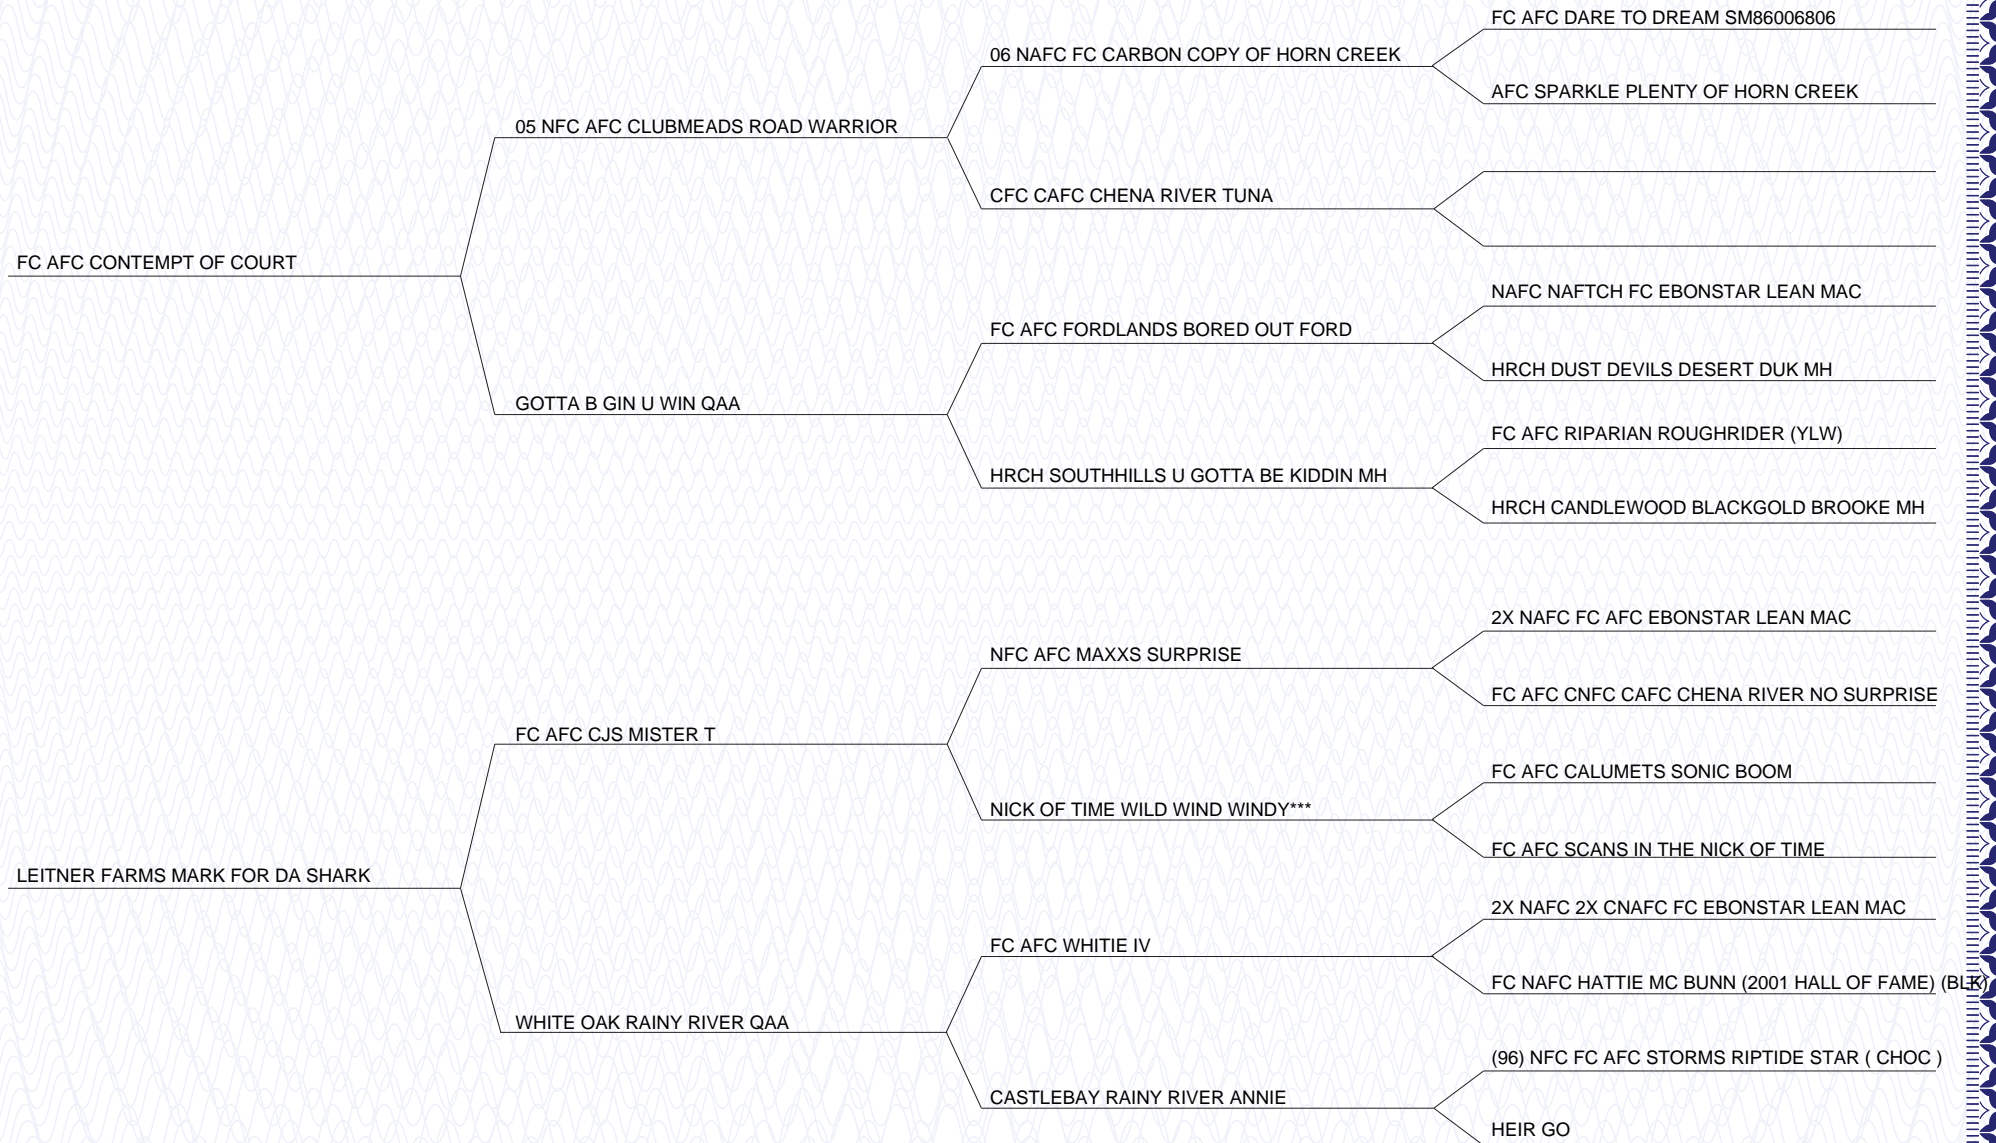 FC AFC DARE TO DREAM SM86006806
06 NAFC FC CARBON COPY OF HORN CREEK
AFC SPARKLE PLENTY OF HORN CREEK
05 NFC AFC CLUBMEADS ROAD WARRIOR
CFC CAFC CHENA RIVER TUNA
FC AFC CONTEMPT OF COURT
NAFC NAFTCH FC EBONSTAR LEAN MAC
FC AFC FORDLANDS BORED OUT FORD
HRCH DUST DEVILS DESERT DUK MH
GOTTA B GIN U WIN QAA
FC AFC RIPARIAN ROUGHRIDER (YLW)
HRCH SOUTHHILLS U GOTTA BE KIDDIN MH
HRCH CANDLEWOOD BLACKGOLD BROOKE MH
2X NAFC FC AFC EBONSTAR LEAN MAC
NFC AFC MAXXS SURPRISE
FC AFC CNFC CAFC CHENA RIVER NO SURPRISE
FC AFC CJS MISTER T
FC AFC CALUMETS SONIC BOOM
NICK OF TIME WILD WIND WINDY***
FC AFC SCANS IN THE NICK OF TIME
LEITNER FARMS MARK FOR DA SHARK
2X NAFC 2X CNAFC FC EBONSTAR LEAN MAC
FC AFC WHITIE IV
FC NAFC HATTIE MC BUNN (2001 HALL OF FAME) (BLK)
WHITE OAK RAINY RIVER QAA
(96) NFC FC AFC STORMS RIPTIDE STAR ( CHOC )
CASTLEBAY RAINY RIVER ANNIE
HEIR GO